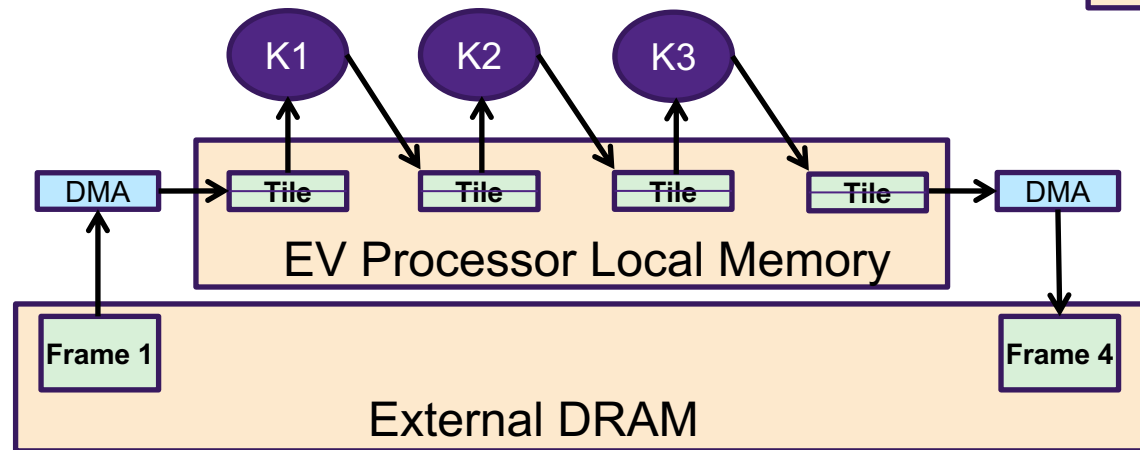 K1
K2
K3
DMA
Tile
Tile
Tile
Tile
DMA
EV Processor Local Memory
Frame 1
Frame 4
External DRAM